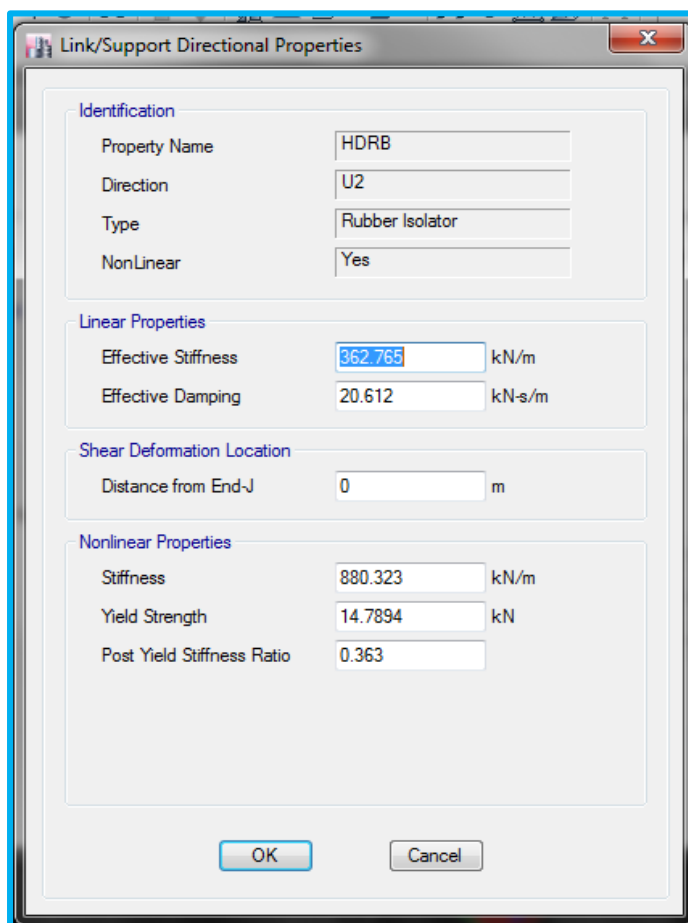 Link/Support Directional Properties
Identification
Property Name HDRB
Direction U2
Type Rubber Isolator
NonLinear Yes
Linear Properties
Effective Stiffness 362.765 kN/m
Effective Damping 20.612 kN-s/m
Shear Deformation Location
Distance from End-J 0 m
Nonlinear Properties
Stiffness 880.323 kN/m
Yield Strength 14.7894 kN
Post Yield Stiffness Ratio 0.363
OK Cancel